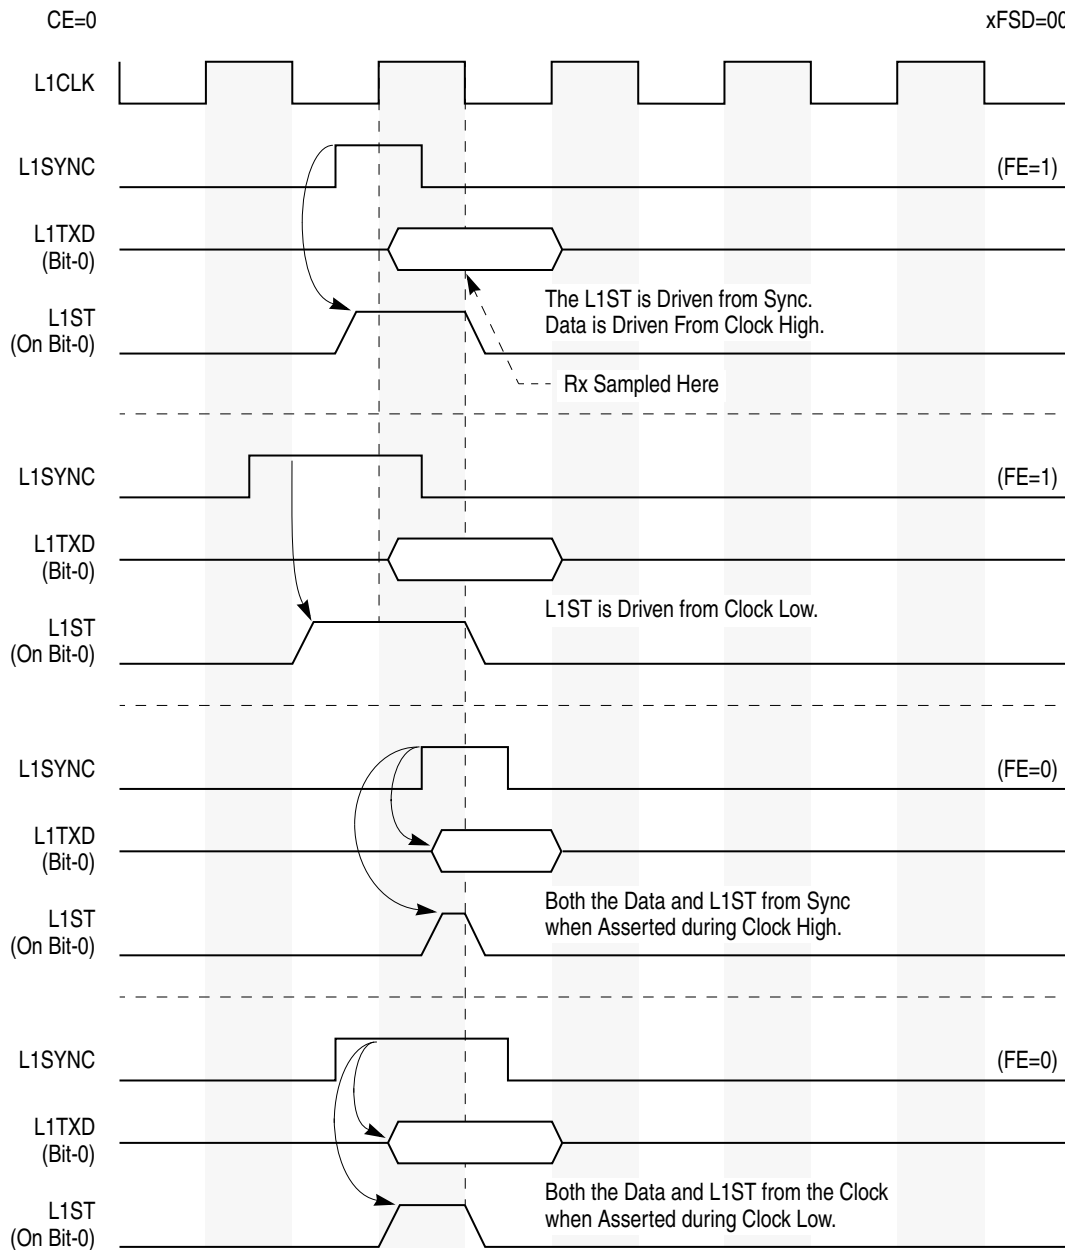 CE=0
xFSD=00
L1CLK
L1SYNC
(FE=1)
L1TXD
(Bit-0)
L1ST
(On Bit-0)
The L1ST is Driven from Sync.
Data is Driven From Clock High.
Rx Sampled Here
L1SYNC
(FE=1)
L1TXD
(Bit-0)
L1ST
(On Bit-0)
L1ST is Driven from Clock Low.
L1SYNC
(FE=0)
L1TXD
(Bit-0)
L1ST
(On Bit-0)
Both the Data and L1ST from Sync
when Asserted during Clock High.
L1SYNC
(FE=0)
L1TXD
(Bit-0)
L1ST
(On Bit-0)
Both the Data and L1ST from the Clock
when Asserted during Clock Low.